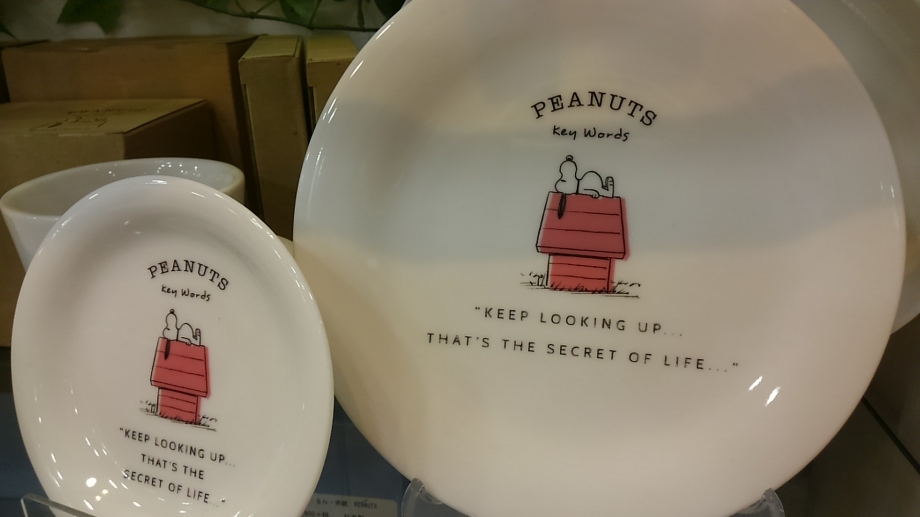 PEANUTS
Key Words
"KEEP LOOKING UP...
THAT'S THE SECRET OF LIFE..."
PEANUTS
Key Words
"KEEP LOOKING UP...
THAT'S THE
SECRET OF LIFE..."